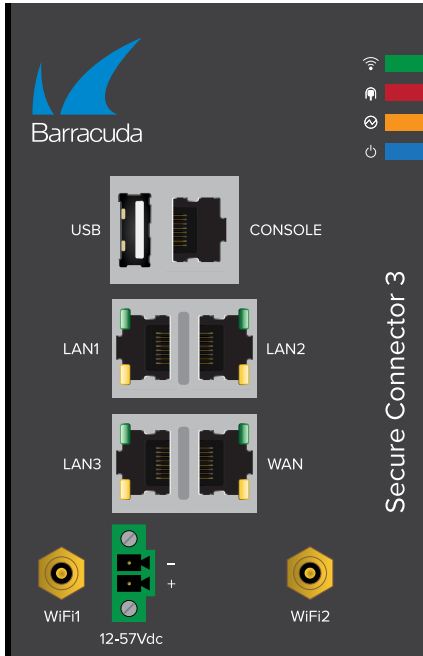 Barracuda
USB
CONSOLE
LAN1
LAN2
LAN3
WAN
−
+
WiFi1
WiFi2
12-57Vdc
Secure Connector 3